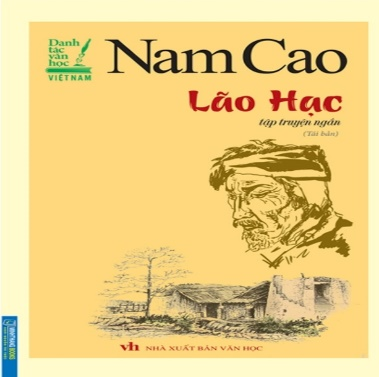 Danh
tác
văn
học
VIỆT NAM
Nam Cao
Lão Hạc
tập truyện ngắn
(Tái bản)
vh NHÀ XUẤT BẢN VĂN HỌC